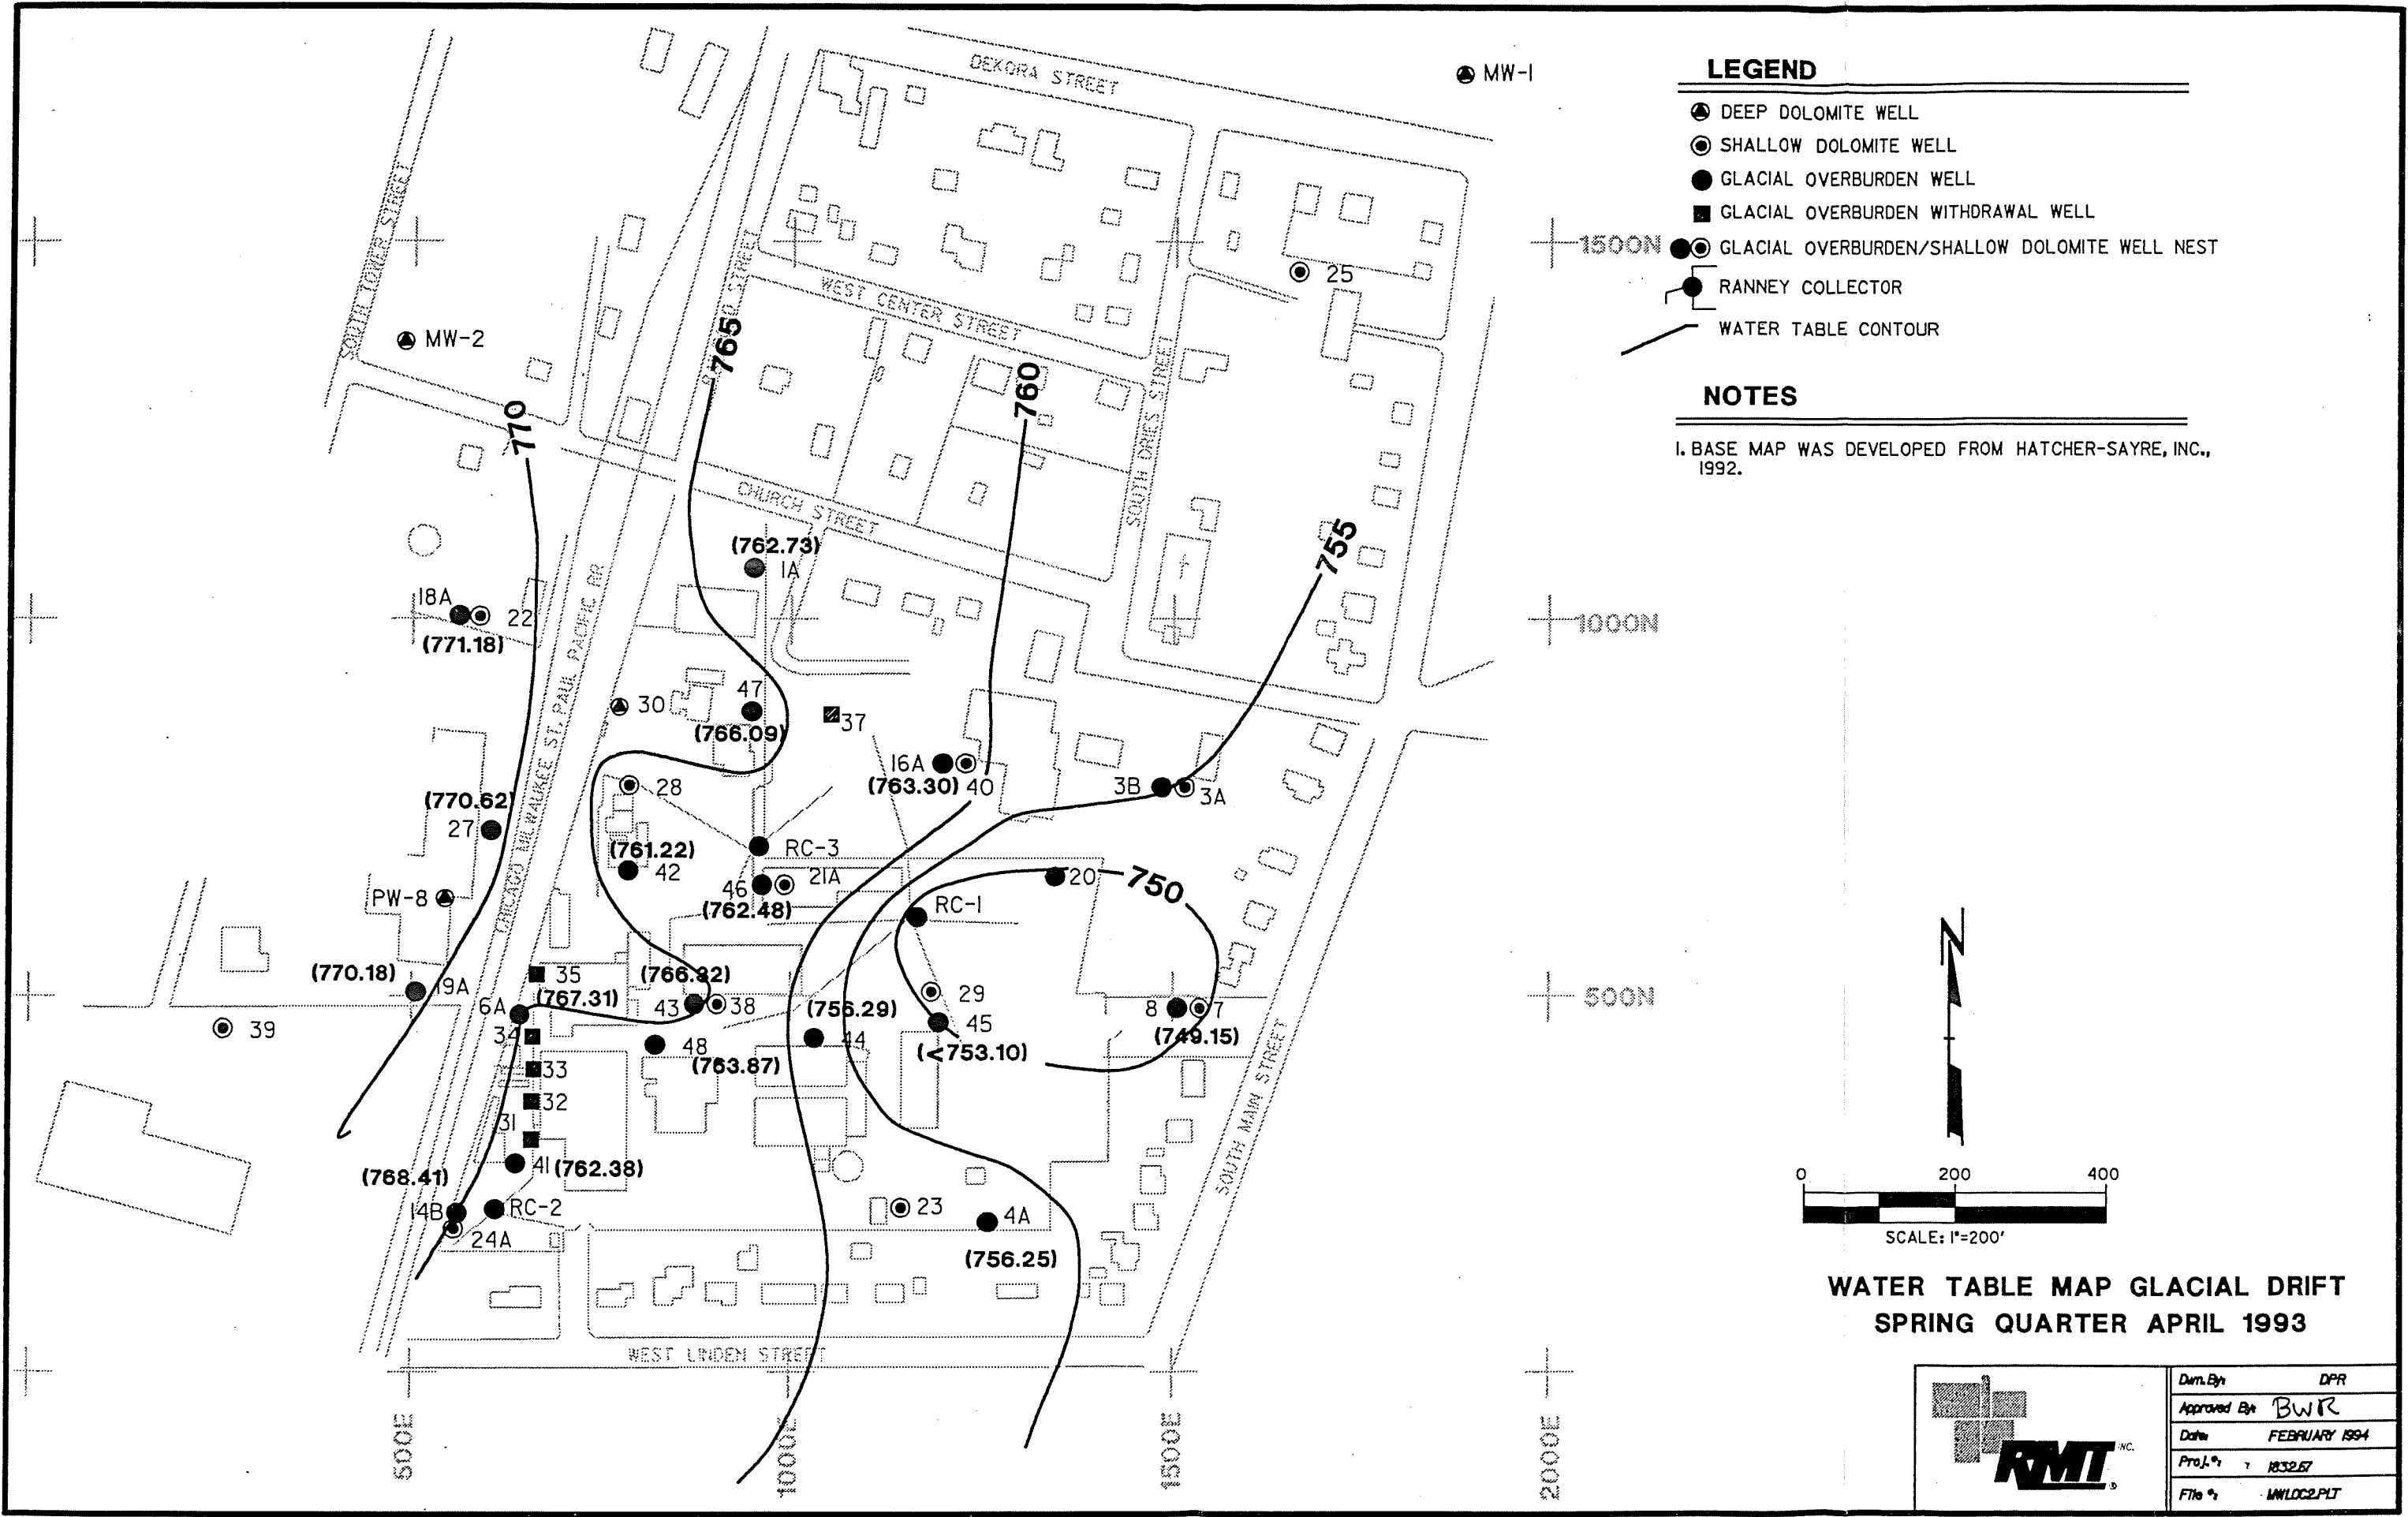 DEKORA STREET
MW-1
LEGEND
DEEP DOLOMITE WELL
SHALLOW DOLOMITE WELL
GLACIAL OVERBURDEN WELL
GLACIAL OVERBURDEN WITHDRAWAL WELL
GLACIAL OVERBURDEN/SHALLOW DOLOMITE WELL NEST
RANNEY COLLECTOR
WATER TABLE CONTOUR
NOTES
1. BASE MAP WAS DEVELOPED FROM HATCHER-SAYRE, INC.,
1992.
SOUTH TOWER STREET
STREET
1500N
25
WEST CENTER STREET
MW-2
765
760
770
SOUTH DRIES STREET
CHURCH STREET
755
(762.73)
1A
CHICAGO MILWAUKEE ST. PAUL PACIFIC RR
18A
22
(771.18)
1000N
30
47
(766.09)
37
16A
(763.30)
40
3B
3A
28
(770.62)
27
(761.22)
42
RC-3
46
21A
(762.48)
20
750
PW-8
RC-1
(770.18)
19A
35
(767.31)
(766.82)
6A
43
38
(756.29)
29
8
7
(749.15)
500N
39
34
48
(763.87)
44
45
(<753.10)
33
32
31
41
(762.38)
(768.41)
14B
RC-2
24A
23
4A
(756.25)
SOUTH MAIN STREET
WEST LINDEN STREET
500E
1000E
1500E
2000E
N
0
200
400
SCALE: 1"=200'
WATER TABLE MAP GLACIAL DRIFT
SPRING QUARTER APRIL 1993
RMT INC.
Dwn. By: DPR
Approved By: BWR
Date: FEBRUARY 1994
Proj. #: 1832.67
File #: MWLOC2.PLT